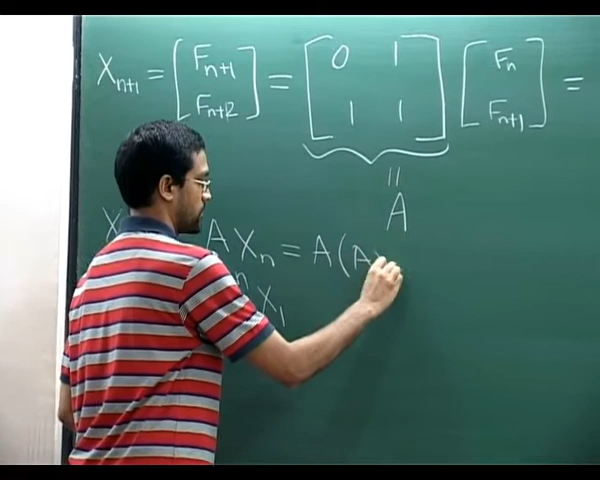 X_{n+1} = [F_{n+1} F_{n+2}] = [0 1 1 1] [F_n F_{n+1}] =
= A
X A X_n = A(A
n X_1